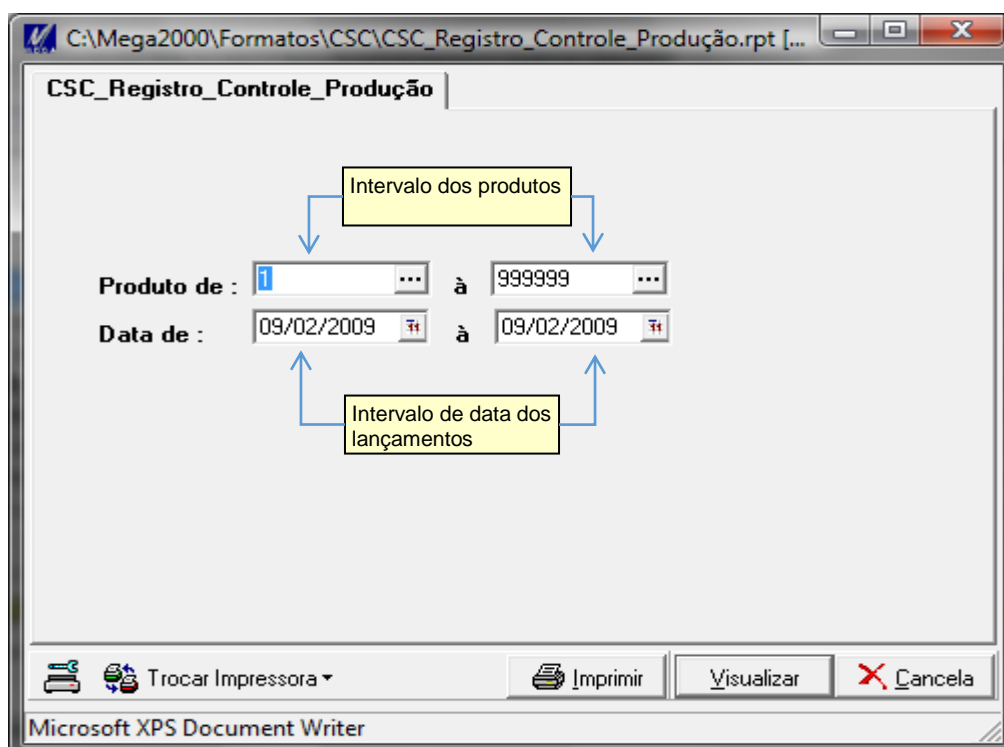 C:\Mega2000\Formatos\CSC\CSC_Registro_Controle_Produção.rpt [...
CSC_Registro_Controle_Produção
Intervalo dos produtos
Produto de : 1 ... à 999999 ...
Data de : 09/02/2009 à 09/02/2009
Intervalo de data dos
lançamentos
Trocar Impressora Imprimir Visualizar Cancela
Microsoft XPS Document Writer